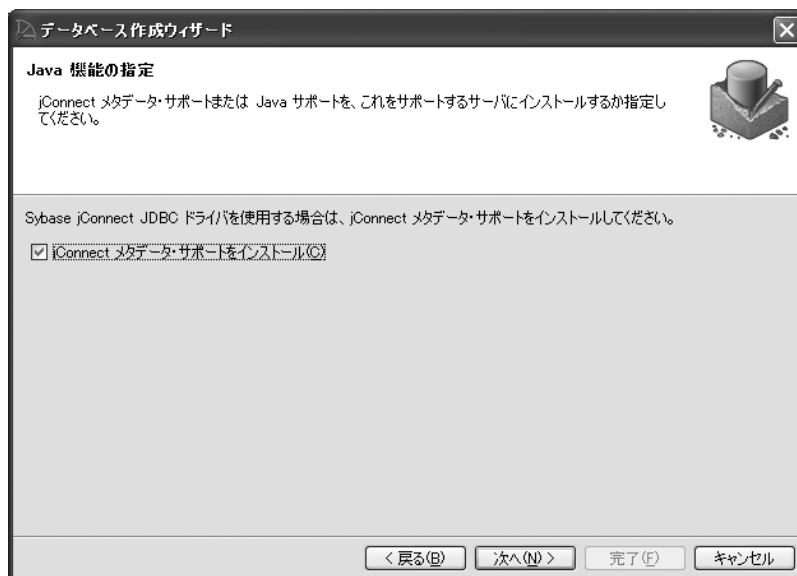 データベース作成ウィザード
Java 機能の指定
jConnect メタデータ・サポートまたは Java サポートを、これをサポートするサーバにインストールするか指定し
てください。
Sybase jConnect JDBC ドライバを使用する場合は、jConnect メタデータ・サポートをインストールしてください。
jConnect メタデータ・サポートをインストール(C)
< 戻る(B)
次へ(N) >
完了(F)
キャンセル